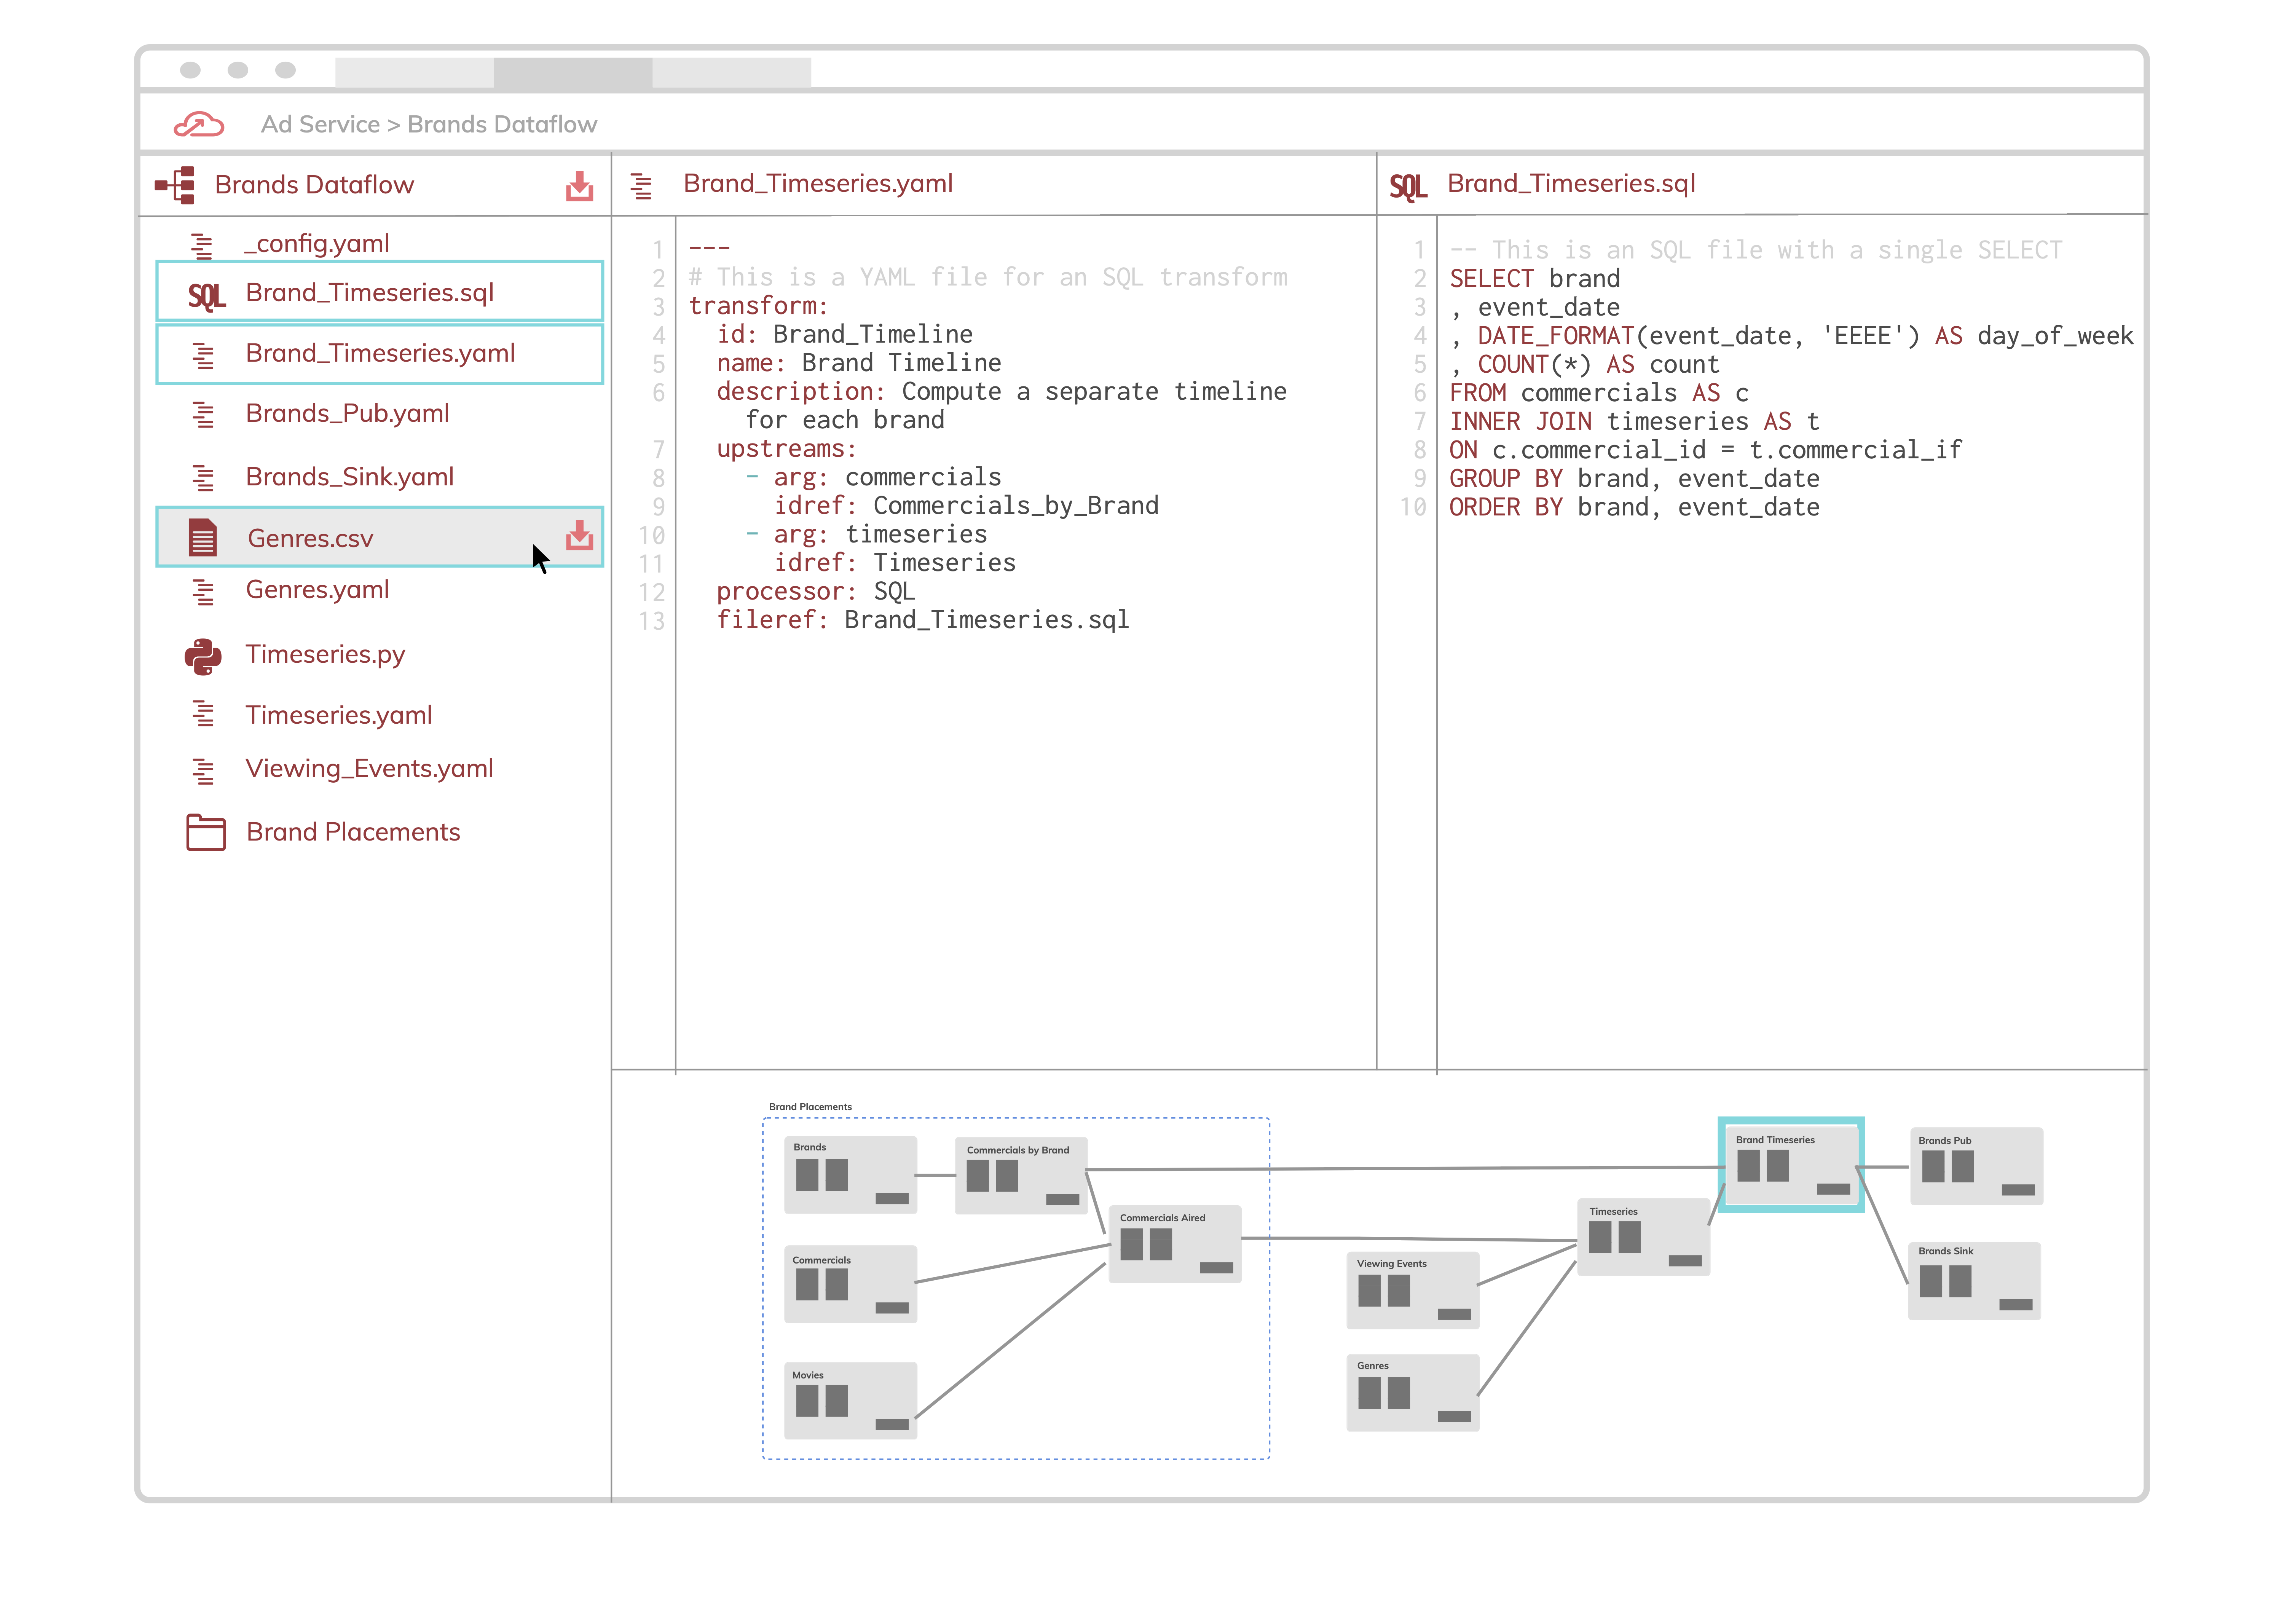 Ad Service > Brands Dataflow
Brands Dataflow
_config.yaml
SQL Brand_Timeseries.sql
Brand_Timeseries.yaml
Brands_Pub.yaml
Brands_Sink.yaml
Genres.csv
Genres.yaml
Timeseries.py
Timeseries.yaml
Viewing_Events.yaml
Brand Placements
Brand_Timeseries.yaml
1 ---
2 # This is a YAML file for an SQL transform
3 transform:
4 id: Brand_Timeline
5 name: Brand Timeline
6 description: Compute a separate timeline
for each brand
7 upstreams:
8 - arg: commercials
9 idref: Commercials_by_Brand
10 - arg: timeseries
11 idref: Timeseries
12 processor: SQL
13 fileref: Brand_Timeseries.sql
SQL Brand_Timeseries.sql
1 -- This is an SQL file with a single SELECT
2 SELECT brand
3 , event_date
4 , DATE_FORMAT(event_date, 'EEEE') AS day_of_week
5 , COUNT(*) AS count
6 FROM commercials AS c
7 INNER JOIN timeseries AS t
8 ON c.commercial_id = t.commercial_if
9 GROUP BY brand, event_date
10 ORDER BY brand, event_date
Brand Placements
Brands
Commercials by Brand
Commercials Aired
Commercials
Movies
Viewing Events
Genres
Timeseries
Brand Timeseries
Brands Pub
Brands Sink